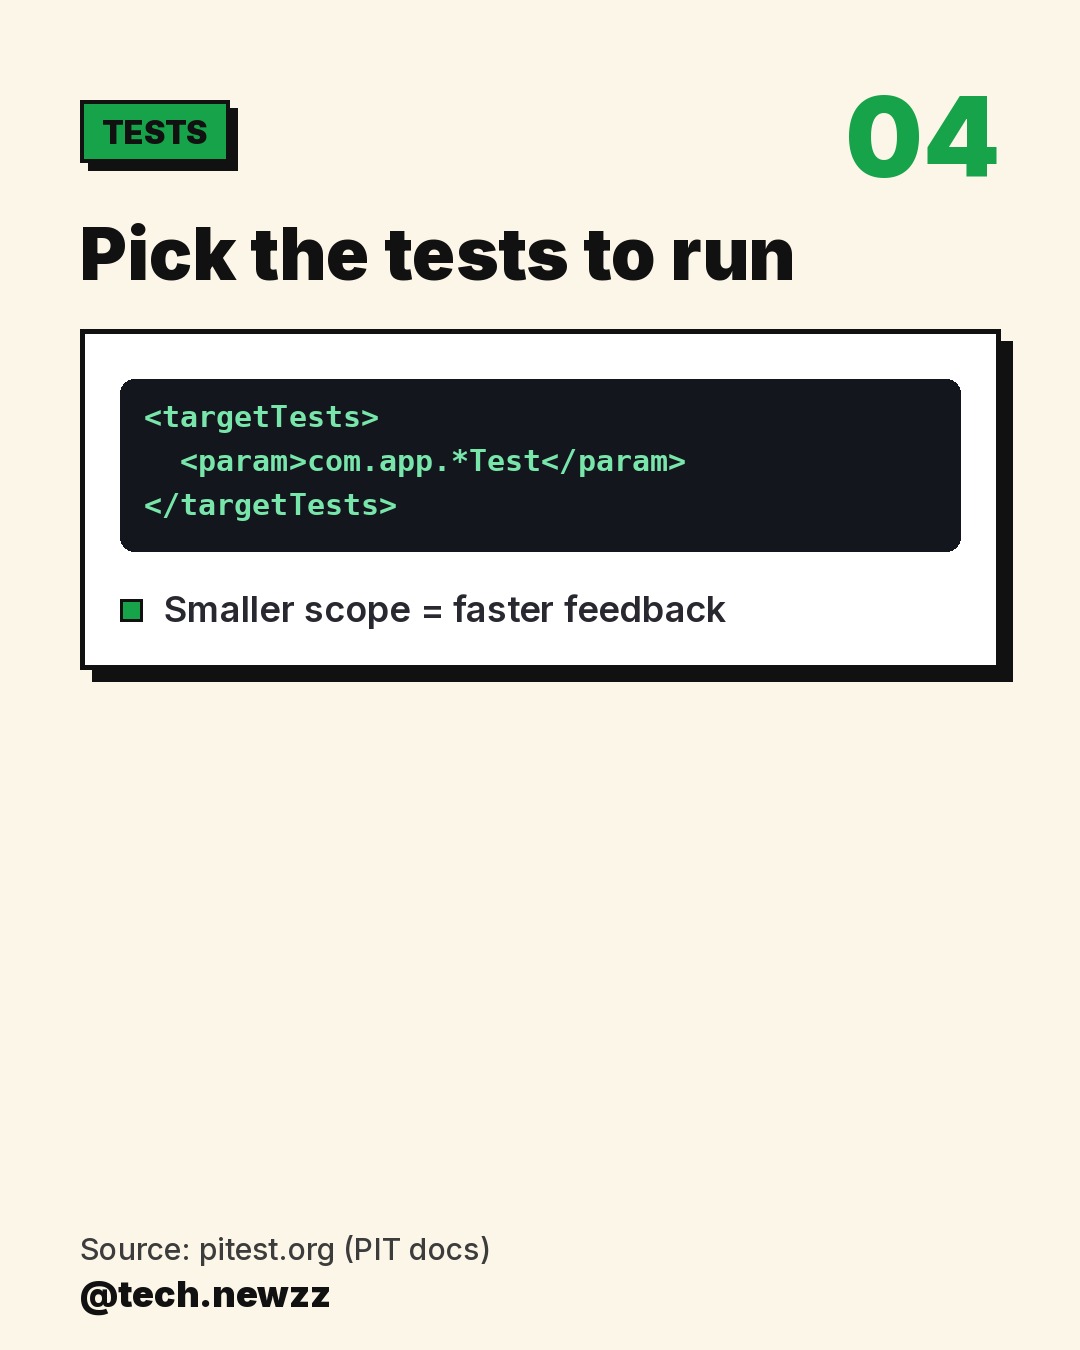 TESTS
04
Pick the tests to run
<targetTests>
  <param>com.app.*Test</param>
</targetTests>
Smaller scope = faster feedback
Source: pitest.org (PIT docs)
@tech.newzz